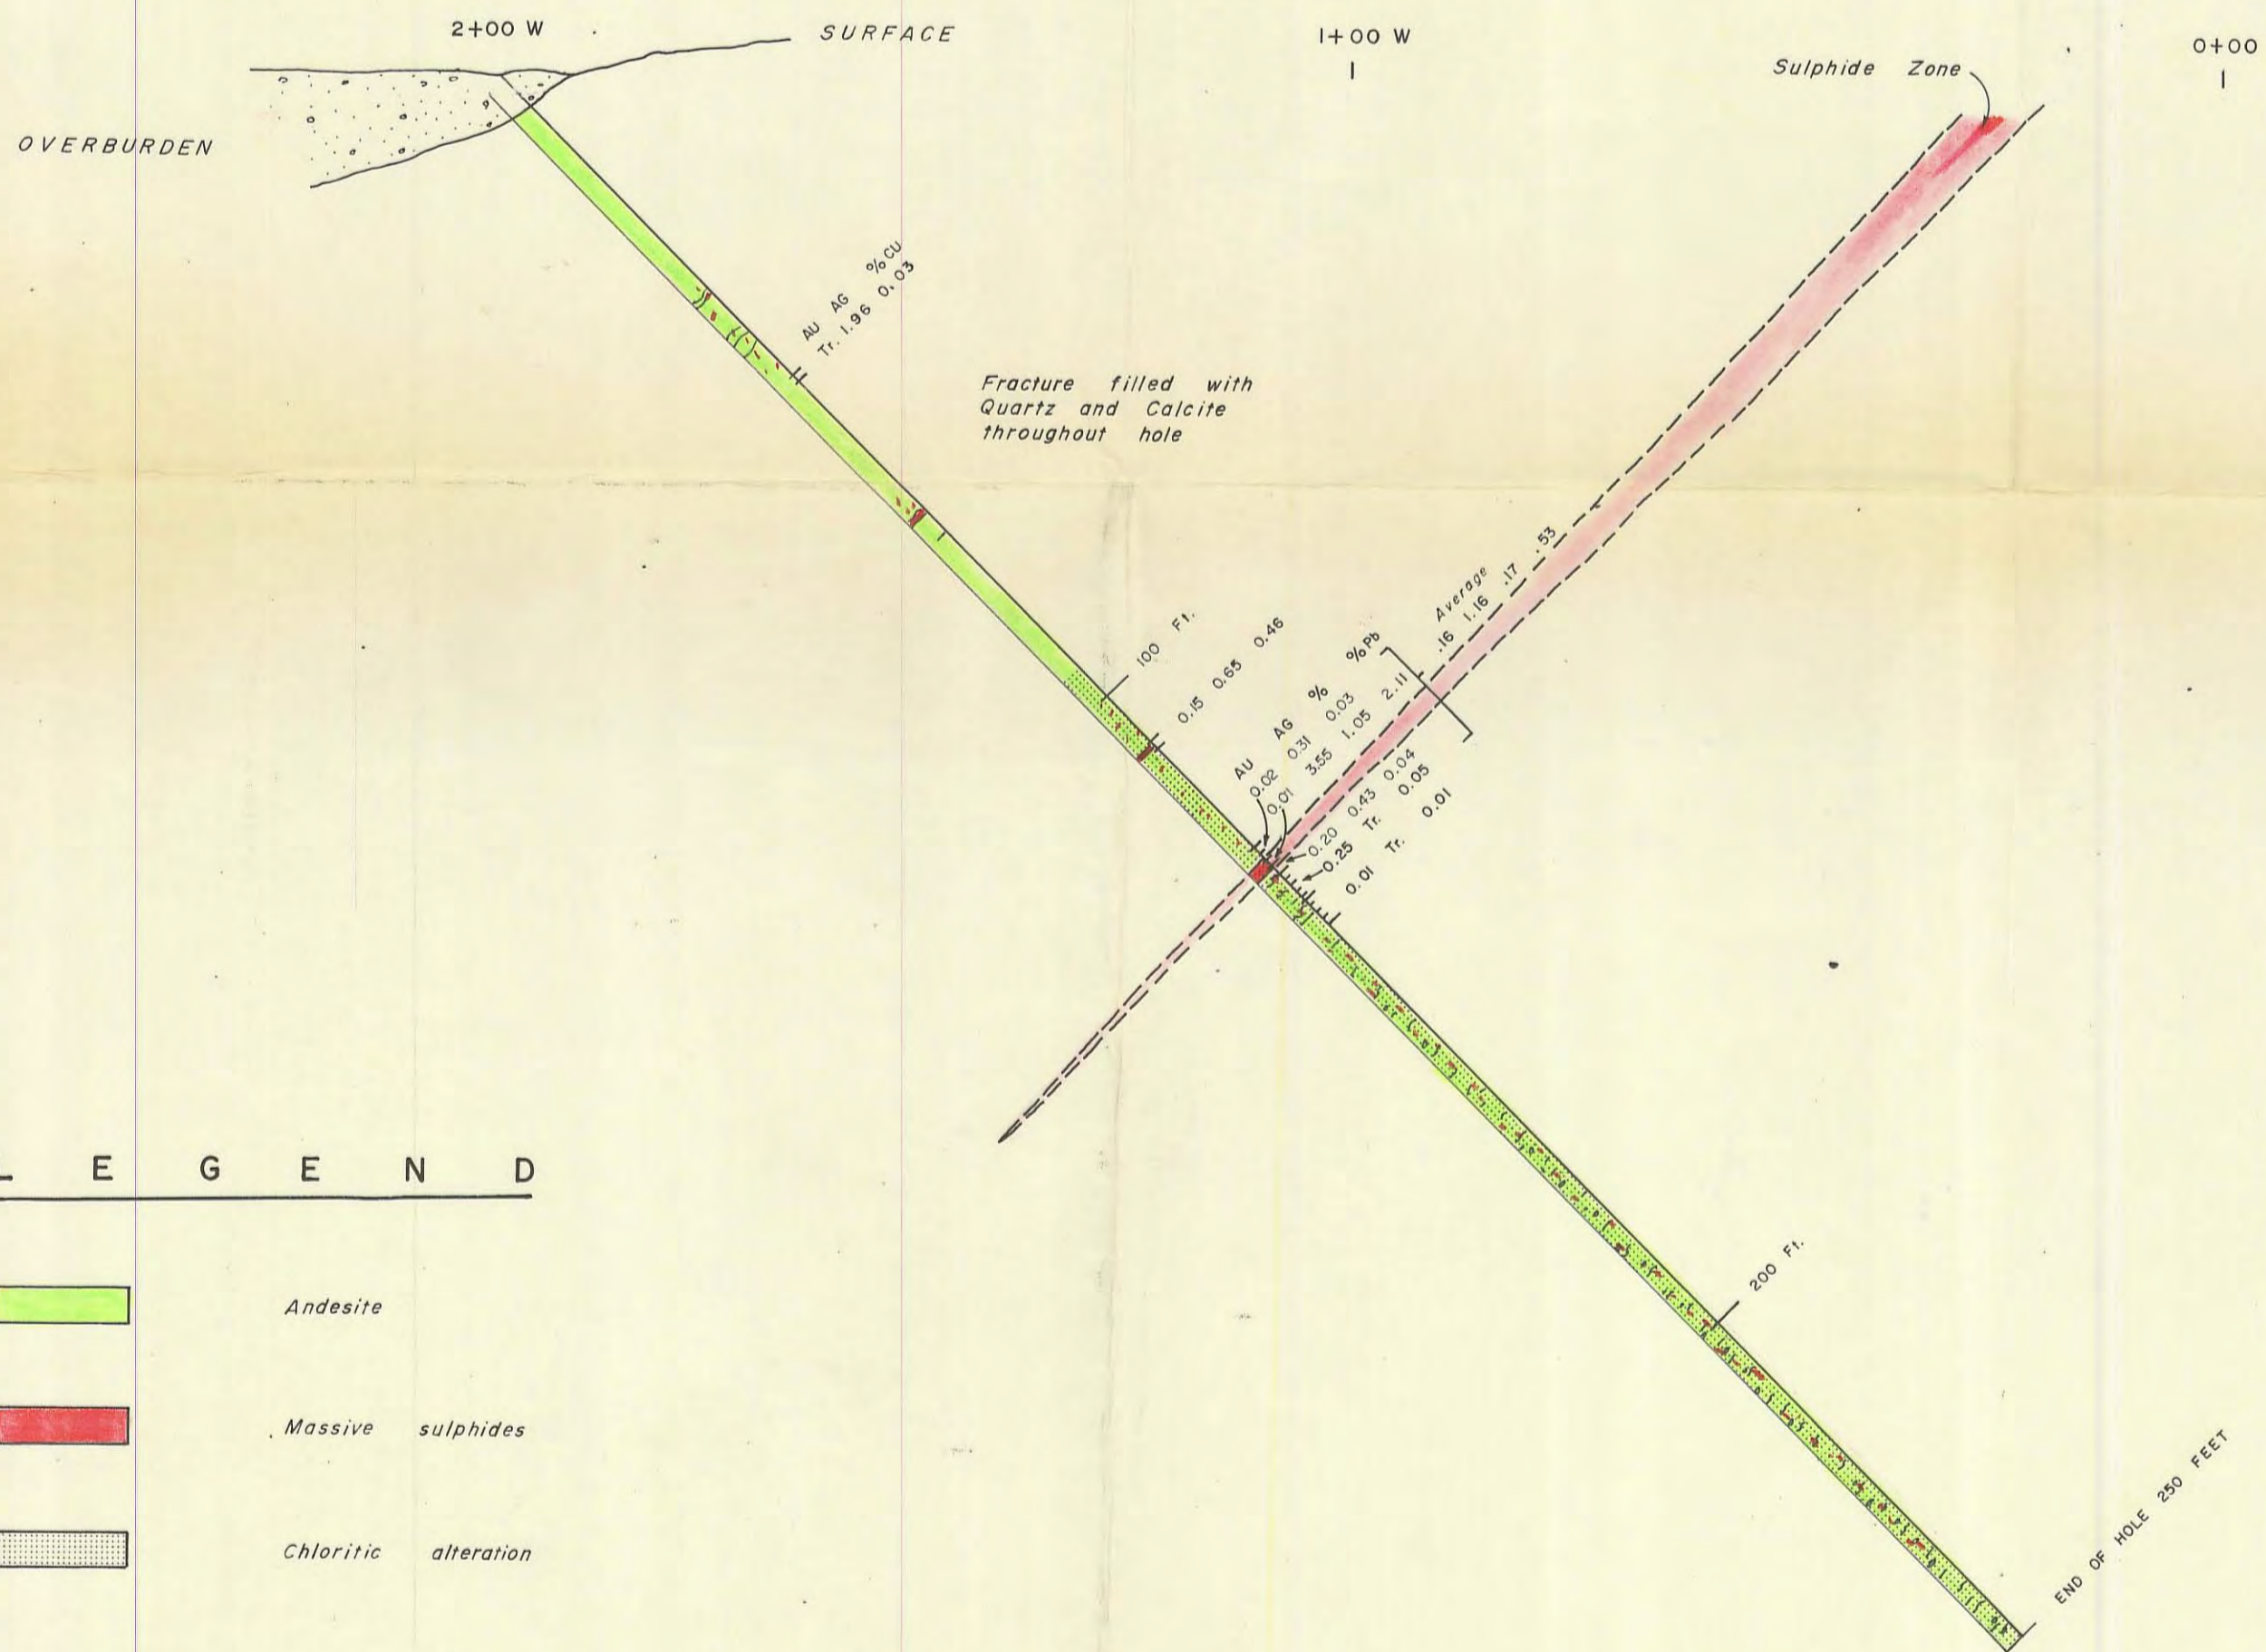 2+00 W
SURFACE
1+00 W
0+00
Sulphide Zone
OVERBURDEN
AU AG % CU
Tr. 1.96 0.03
Fracture filled with
Quartz and Calcite
throughout hole
100 Ft.
0.15 0.65 0.46
AU AG % % Pb
0.02 0.31 0.03
0.01 3.55 1.05 2.11
Average
.16 1.16 .17 .53
0.20 0.43 0.04
0.25 Tr. 0.05
0.01 Tr. 0.01
200 Ft.
END OF HOLE 250 FEET
L E G E N D
Andesite
Massive sulphides
Chloritic alteration